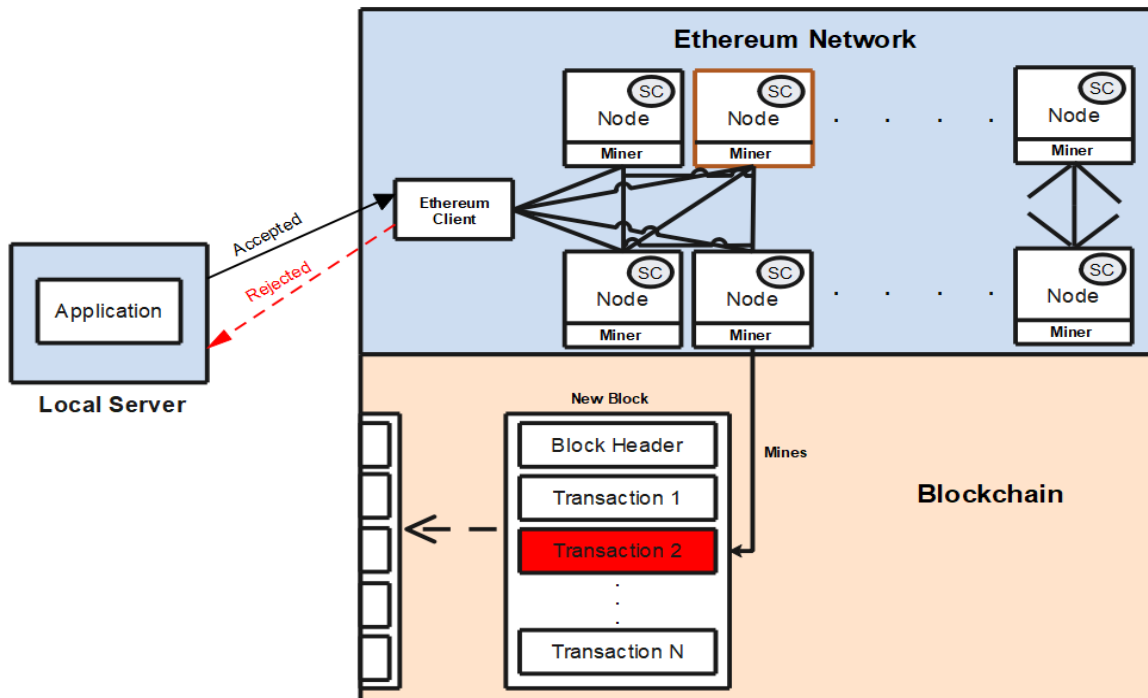 Ethereum Network
SC
Node
Miner
SC
Node
Miner
. . . .
SC
Node
Miner
Ethereum
Client
Accepted
Rejected
Application
Local Server
SC
Node
Miner
SC
Node
Miner
. . . .
SC
Node
Miner
New Block
Block Header
Transaction 1
Transaction 2
.
.
.
Transaction N
Mines
Blockchain